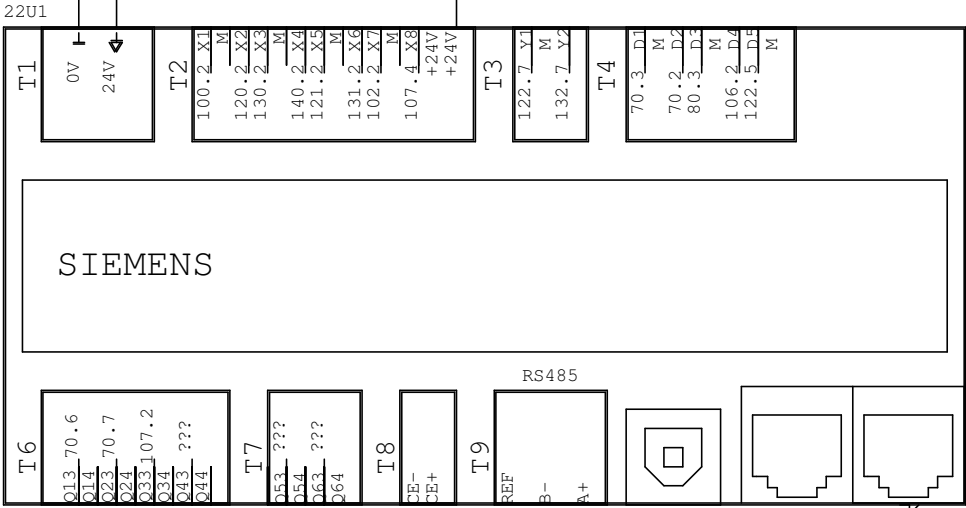 22U1
T1
0V
24V
T2
100.2 X1
M
120.2 X2
130.2 X3
M
140.2 X4
121.2 X5
M
131.2 X6
102.2 X7
M
107.4 X8
+24V
+24V
T3
122.7 Y1
M
132.7 Y2
T4
70.3 D1
M
70.2 D2
80.3 D3
M
106.2 D4
122.5 D5
M
SIEMENS
RS485
T6
Q13 70.6
Q14
Q23 70.7
Q24
Q33 107.2
Q34
Q43 ???
Q44
T7
Q53 ???
Q54
Q63 ???
Q64
T8
CE-
CE+
T9
REF
B-
A+